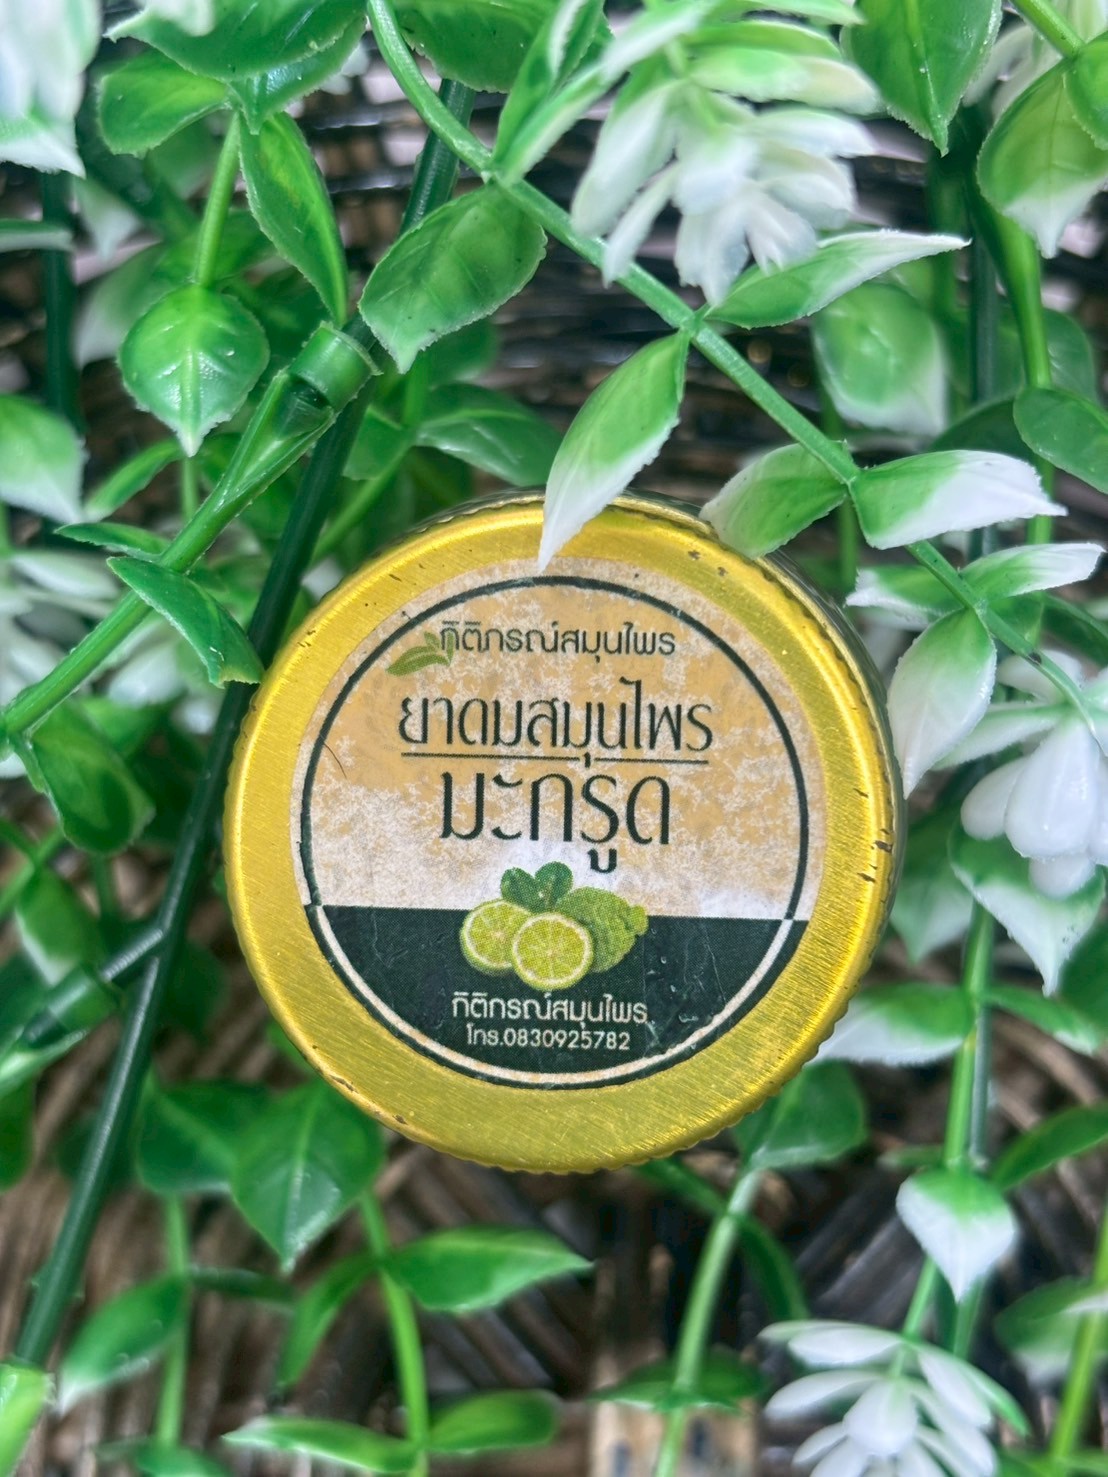 กิติภรณ์สมุนไพร
ยาดมสมุนไพร
มะกรูด
กิติกรณ์สมุนไพร
โทร.0830925782